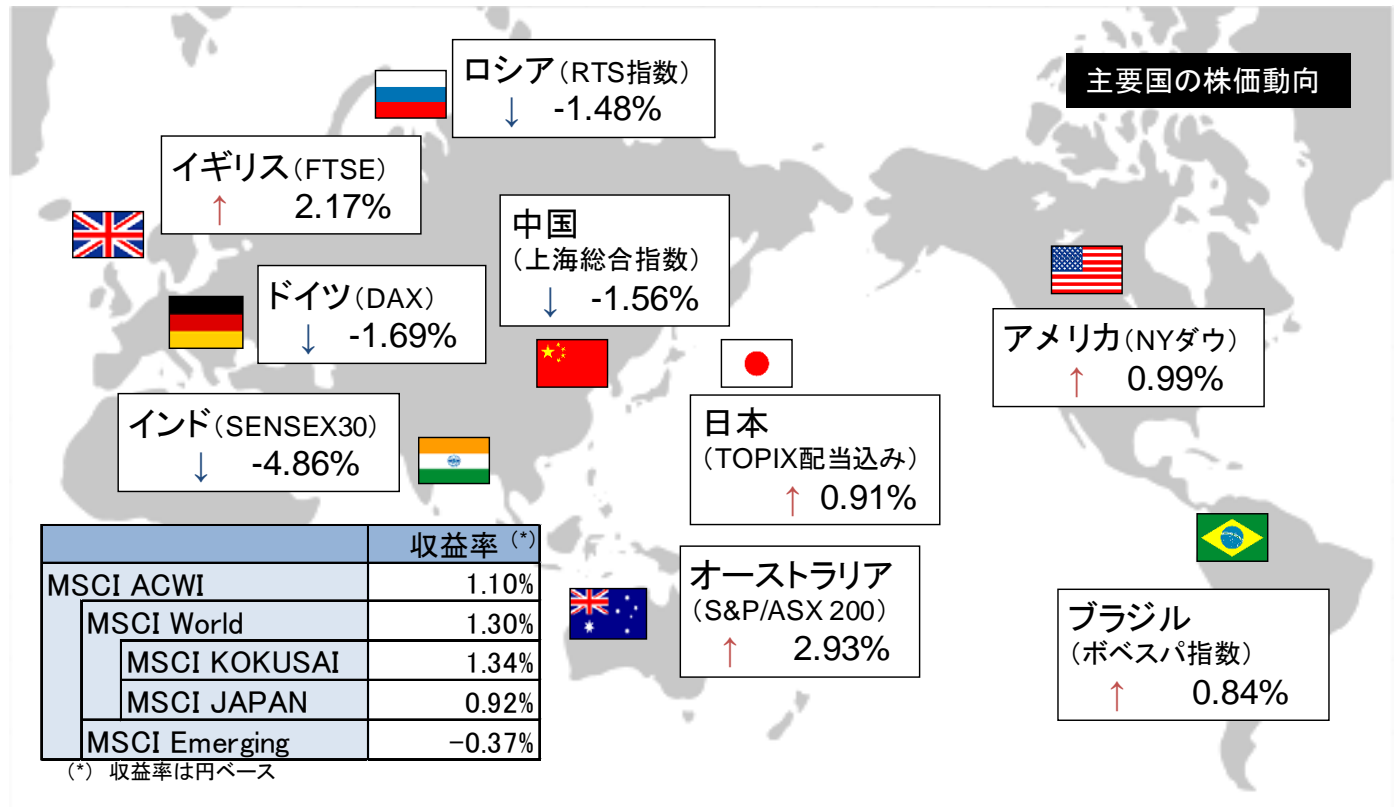 主要国の株価動向
ロシア（RTS指数）
↓ -1.48%
イギリス（FTSE）
↑ 2.17%
中国
（上海総合指数）
↓ -1.56%
ドイツ（DAX）
↓ -1.69%
アメリカ（NYダウ）
↑ 0.99%
インド（SENSEX30）
↓ -4.86%
日本
（TOPIX配当込み）
↑ 0.91%
オーストラリア
（S&P/ASX 200）
↑ 2.93%
ブラジル
（ボベスパ指数）
↑ 0.84%
収益率（*）
MSCI ACWI 1.10%
MSCI World 1.30%
MSCI KOKUSAI 1.34%
MSCI JAPAN 0.92%
MSCI Emerging −0.37%
（*） 収益率は円ベース